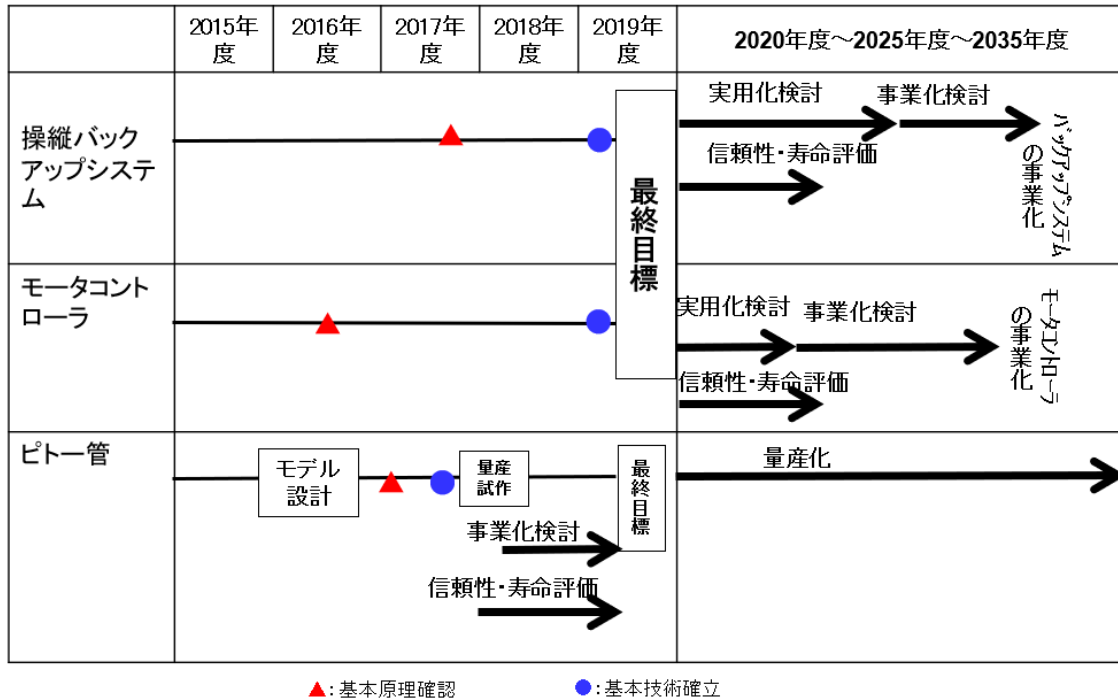 2015年
度
2016年
度
2017年
度
2018年
度
2019年
度
2020年度～2025年度～2035年度
操縦バック
アップシステ
ム
最終目標
実用化検討
事業化検討
信頼性・寿命評価
バックアップシステム
の事業化
モータコント
ローラ
実用化検討
事業化検討
信頼性・寿命評価
モータコントローラ
の事業化
ピトー管
モデル
設計
量産
試作
最終目標
量産化
事業化検討
信頼性・寿命評価
▲：基本原理確認
●：基本技術確立